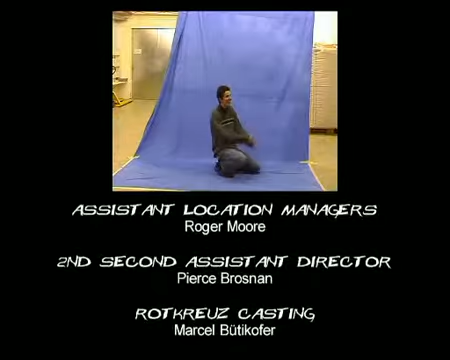 ASSISTANT LOCATION MANAGERS
Roger Moore
2ND SECOND ASSISTANT DIRECTOR
Pierce Brosnan
ROTKREUZ CASTING
Marcel Bütikofer